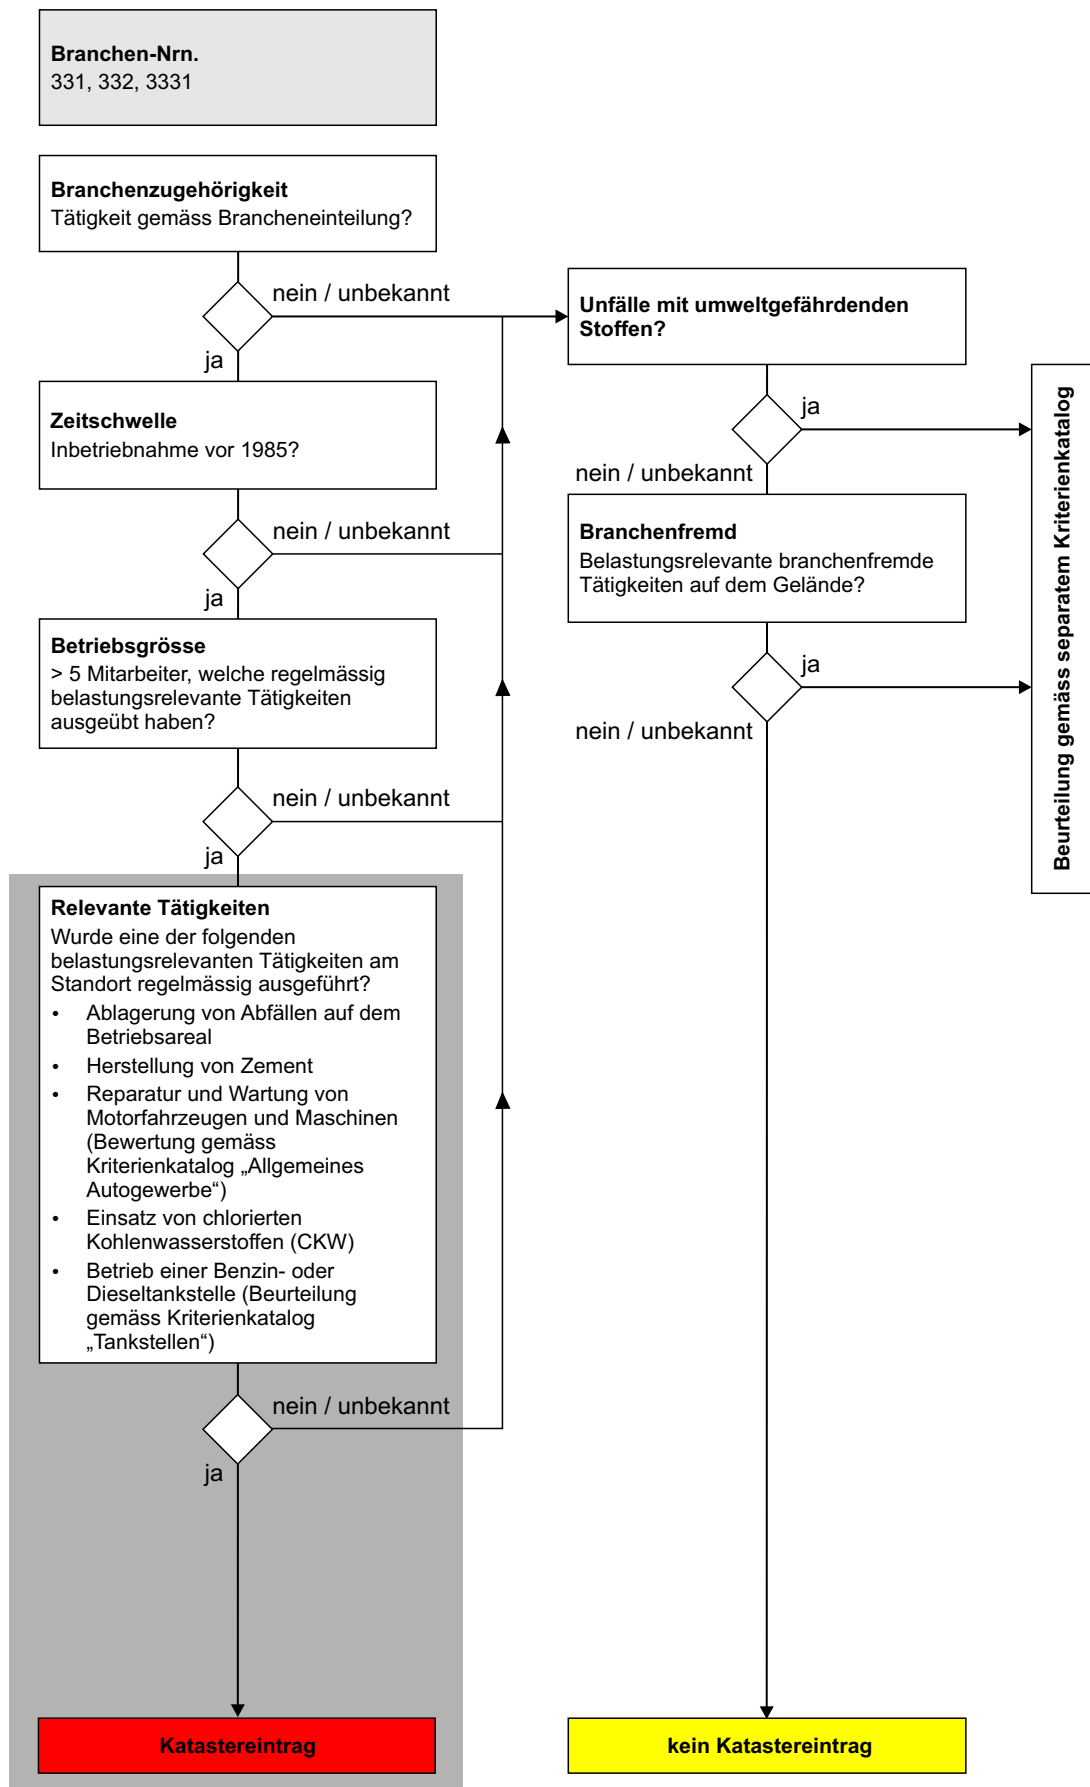 Branchen-Nrn.
331, 332, 3331
Branchenzugehörigkeit
Tätigkeit gemäss Brancheneinteilung?
nein / unbekannt
ja
Zeitschwelle
Inbetriebnahme vor 1985?
nein / unbekannt
ja
Betriebsgrösse
> 5 Mitarbeiter, welche regelmässig
belastungsrelevante Tätigkeiten
ausgeübt haben?
nein / unbekannt
ja
Relevante Tätigkeiten
Wurde eine der folgenden
belastungsrelevanten Tätigkeiten am
Standort regelmässig ausgeführt?
• Ablagerung von Abfällen auf dem
Betriebsareal
• Herstellung von Zement
• Reparatur und Wartung von
Motorfahrzeugen und Maschinen
(Bewertung gemäss
Kriterienkatalog „Allgemeines
Autogewerbe“)
• Einsatz von chlorierten
Kohlenwasserstoffen (CKW)
• Betrieb einer Benzin- oder
Dieseltankstelle (Beurteilung
gemäss Kriterienkatalog
„Tankstellen“)
nein / unbekannt
ja
Katastereintrag
Unfälle mit umweltgefährdenden
Stoffen?
ja
nein / unbekannt
Branchenfremd
Belastungsrelevante branchenfremde
Tätigkeiten auf dem Gelände?
ja
nein / unbekannt
kein Katastereintrag
Beurteilung gemäss separatem Kriterienkatalog